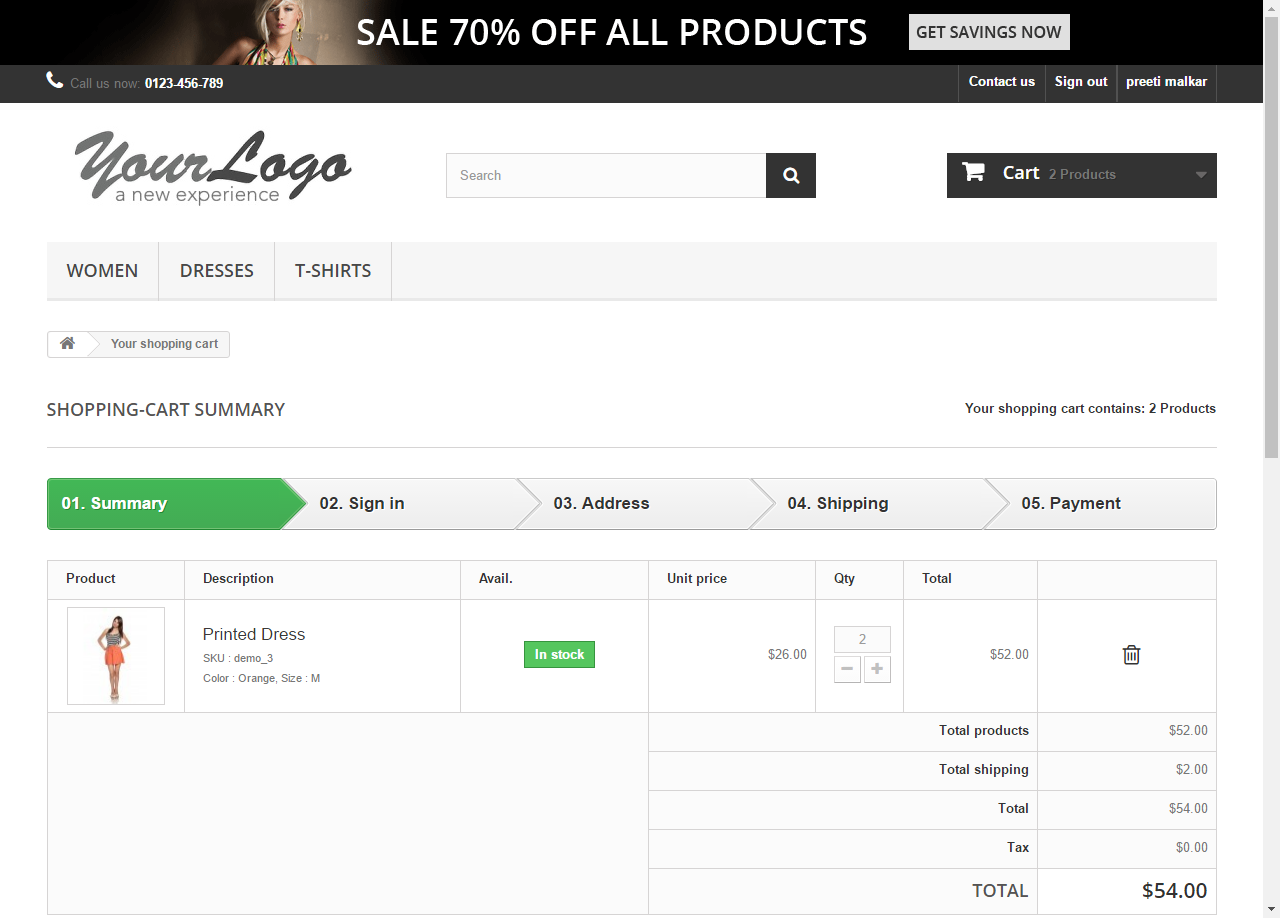 SALE 70% OFF ALL PRODUCTS GET SAVINGS NOW
Call us now: 0123-456-789 Contact us Sign out preeti malkar
YourLogo
a new experience
Search
Cart 2 Products
WOMEN DRESSES T-SHIRTS
Your shopping cart
SHOPPING-CART SUMMARY Your shopping cart contains: 2 Products
01. Summary 02. Sign in 03. Address 04. Shipping 05. Payment
Product Description Avail. Unit price Qty Total
Printed Dress
SKU : demo_3
Color : Orange, Size : M
In stock
$26.00
2
$52.00
Total products $52.00
Total shipping $2.00
Total $54.00
Tax $0.00
TOTAL $54.00